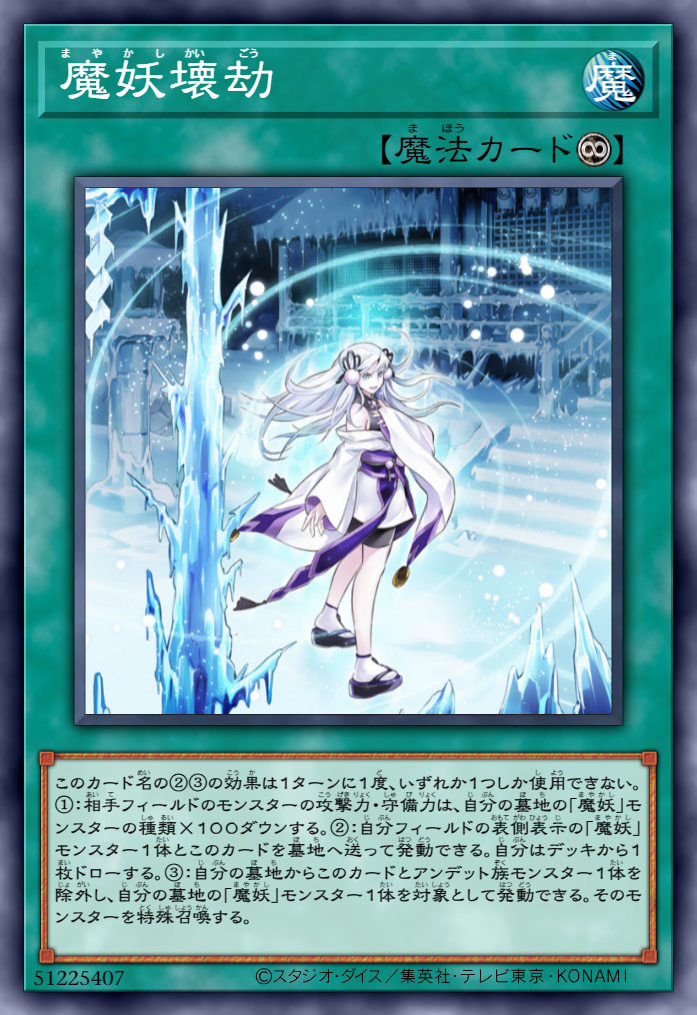 魔妖壊劫
魔
【魔法カード】
このカード名の②③の効果は1ターンに1度、いずれか1つしか使用できない。
①：相手フィールドのモンスターの攻撃力・守備力は、自分の墓地の「魔妖」モ
ンスターの種類×100ダウンする。②：自分フィールドの表側表示の「魔妖」
モンスター1体とこのカードを墓地へ送って発動できる。自分はデッキから1
枚ドローする。③：自分の墓地からこのカードとアンデット族モンスター1体を
除外し、自分の墓地の「魔妖」モンスター1体を対象として発動できる。そのモ
ンスターを特殊召喚する。
51225407
©スタジオ・ダイス／集英社・テレビ東京・KONAMI